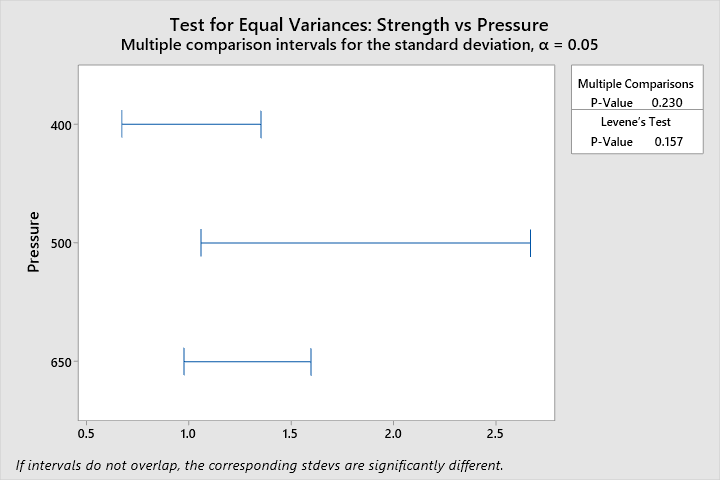 Test for Equal Variances: Strength vs Pressure
Multiple comparison intervals for the standard deviation, α = 0.05
Multiple Comparisons
P-Value 0.230
Levene's Test
P-Value 0.157
Pressure
400
500
650
0.5 1.0 1.5 2.0 2.5
If intervals do not overlap, the corresponding stdevs are significantly different.